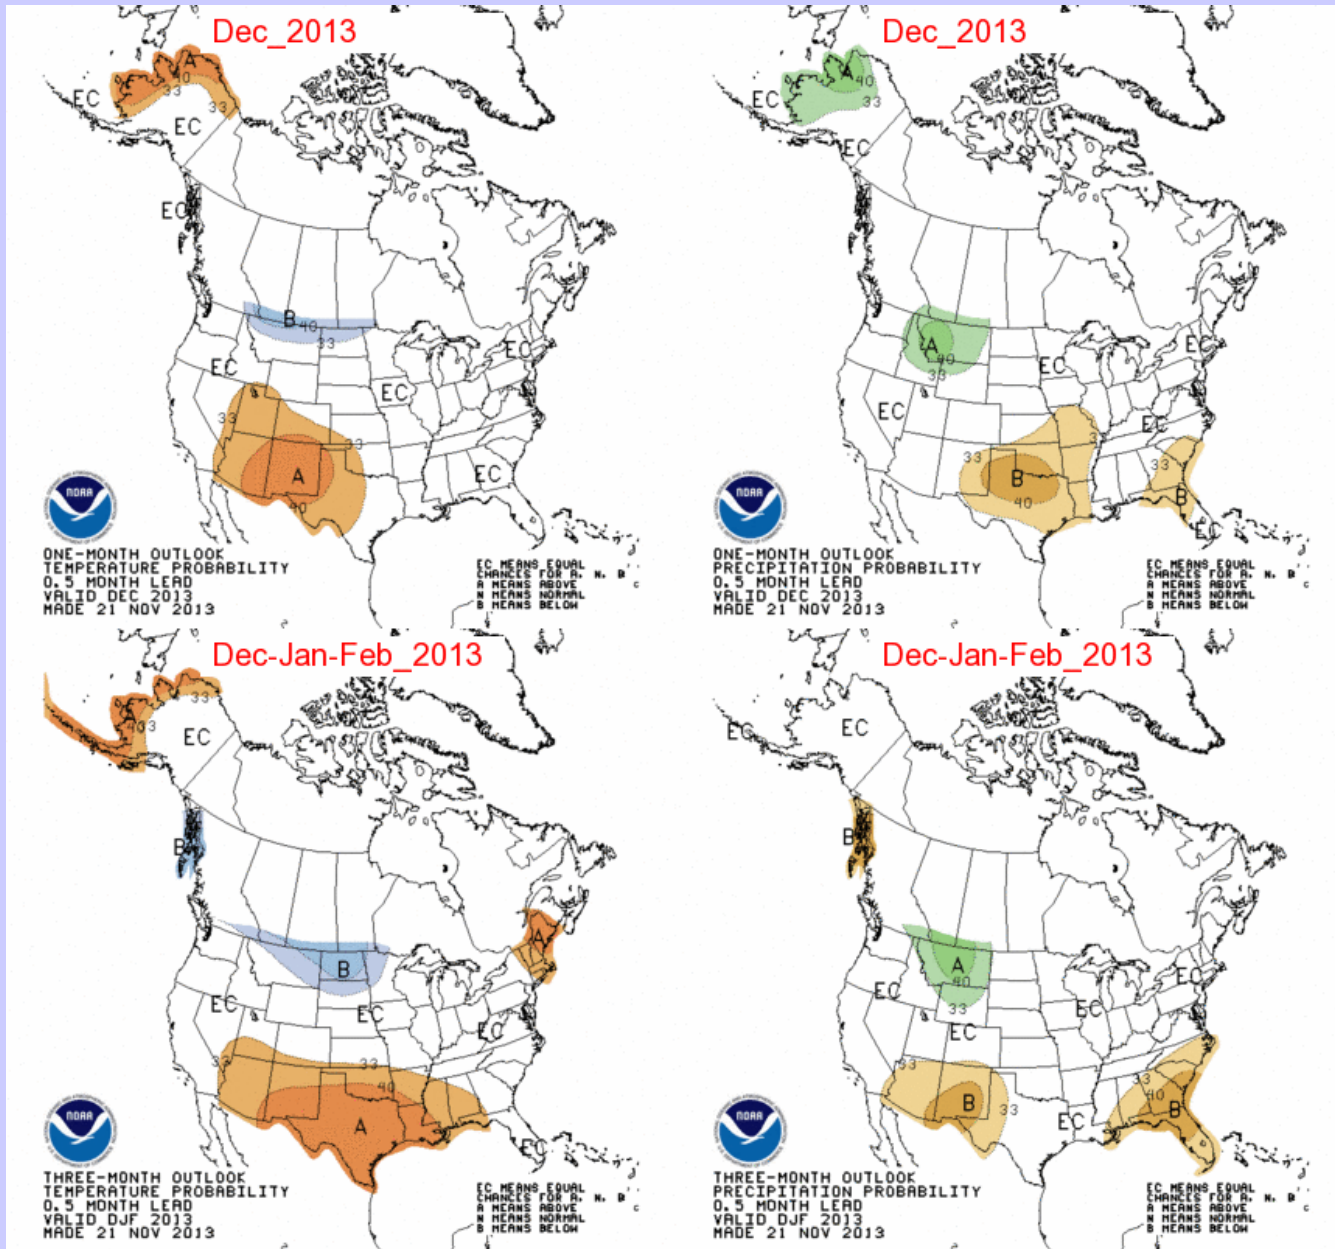 Dec_2013
A
40
33
33
EC
EC
EC
B
40
33
EC
EC
EC
33
33
EC
A
40
NOAA
ONE-MONTH OUTLOOK
TEMPERATURE PROBABILITY
0.5 MONTH LEAD
VALID DEC 2013
MADE 21 NOV 2013
EC MEANS EQUAL
CHANCES FOR A, N, B
A MEANS ABOVE
N MEANS NORMAL
B MEANS BELOW
Dec_2013
A
40
33
EC
EC
A
40
33
EC
EC
EC
EC
33
33
B
40
B
EC
NOAA
ONE-MONTH OUTLOOK
PRECIPITATION PROBABILITY
0.5 MONTH LEAD
VALID DEC 2013
MADE 21 NOV 2013
EC MEANS EQUAL
CHANCES FOR A, N, B
A MEANS ABOVE
N MEANS NORMAL
B MEANS BELOW
Dec-Jan-Feb_2013
33
EC
B
A
B
EC
EC
EC
33
33
40
A
EC
NOAA
THREE-MONTH OUTLOOK
TEMPERATURE PROBABILITY
0.5 MONTH LEAD
VALID DJF 2013
MADE 21 NOV 2013
EC MEANS EQUAL
CHANCES FOR A, N, B
A MEANS ABOVE
N MEANS NORMAL
B MEANS BELOW
Dec-Jan-Feb_2013
EC
EC
B
A
40
33
EC
EC
EC
EC
33
33
40
B
33
B
EC
NOAA
THREE-MONTH OUTLOOK
PRECIPITATION PROBABILITY
0.5 MONTH LEAD
VALID DJF 2013
MADE 21 NOV 2013
EC MEANS EQUAL
CHANCES FOR A, N, B
A MEANS ABOVE
N MEANS NORMAL
B MEANS BELOW